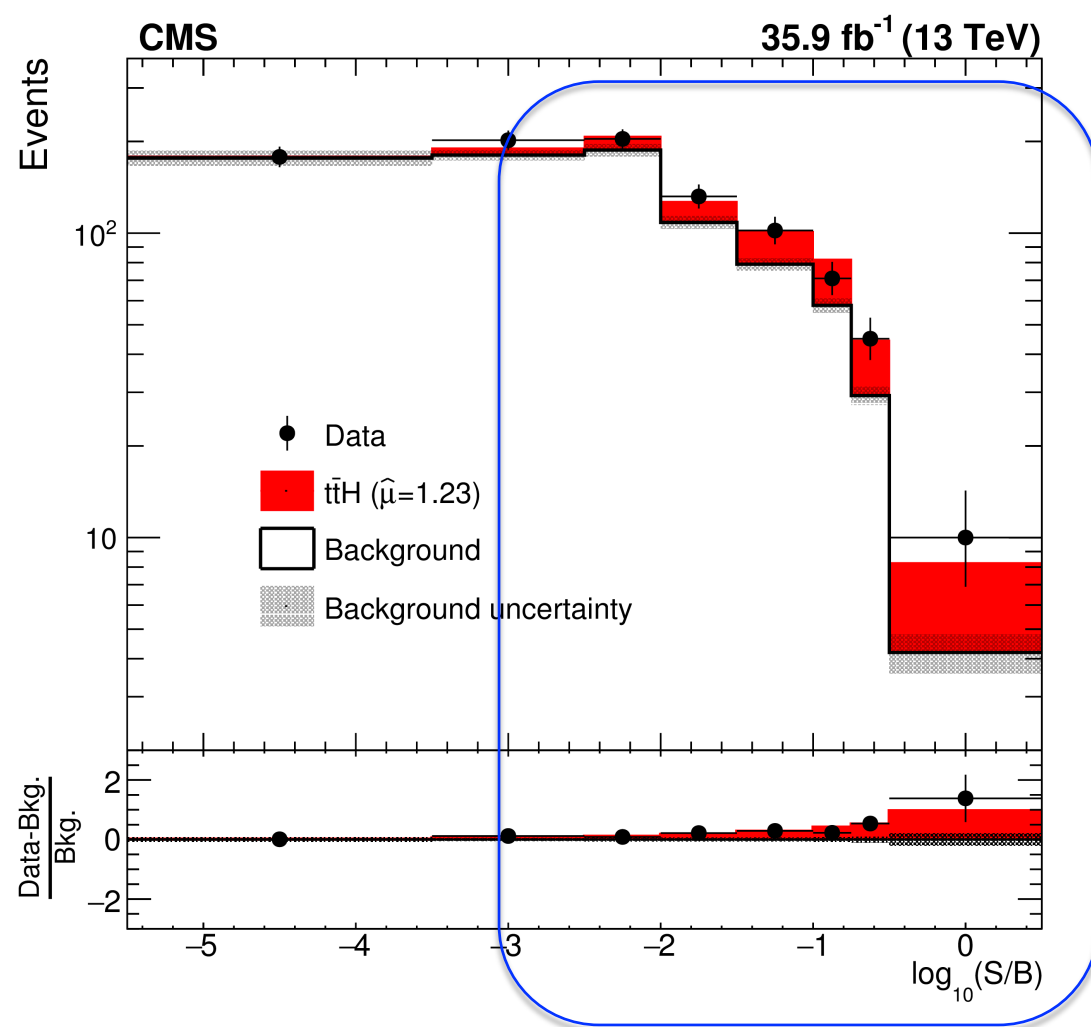 CMS 35.9 fb⁻¹ (13 TeV)
Events
10²
10
Data
tt̄H (μ̂=1.23)
Background
Background uncertainty
Data-Bkg.
Bkg.
2
0
−2
−5 −4 −3 −2 −1 0
log₁₀(S/B)